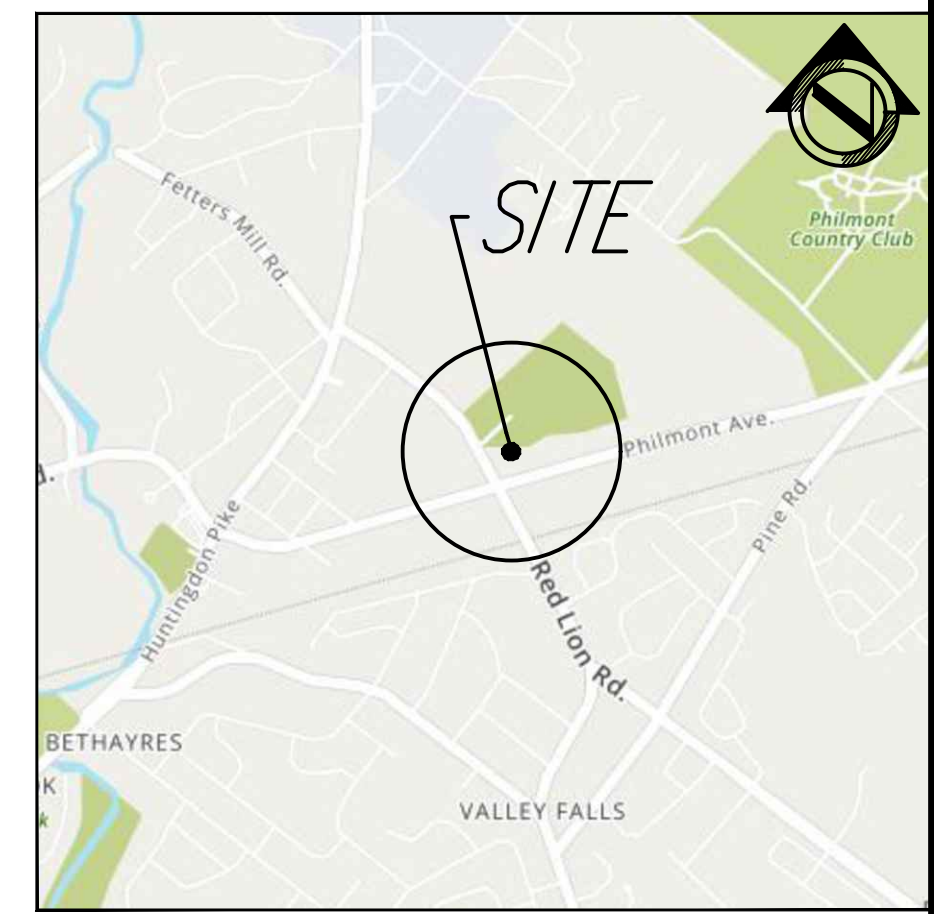 Fetters Mill Rd.
SITE
Philmont
Country Club
Philmont Ave.
d.
Huntingdon Pike
Pine Rd.
Red Lion Rd.
BETHAYRES
OK
k
VALLEY FALLS